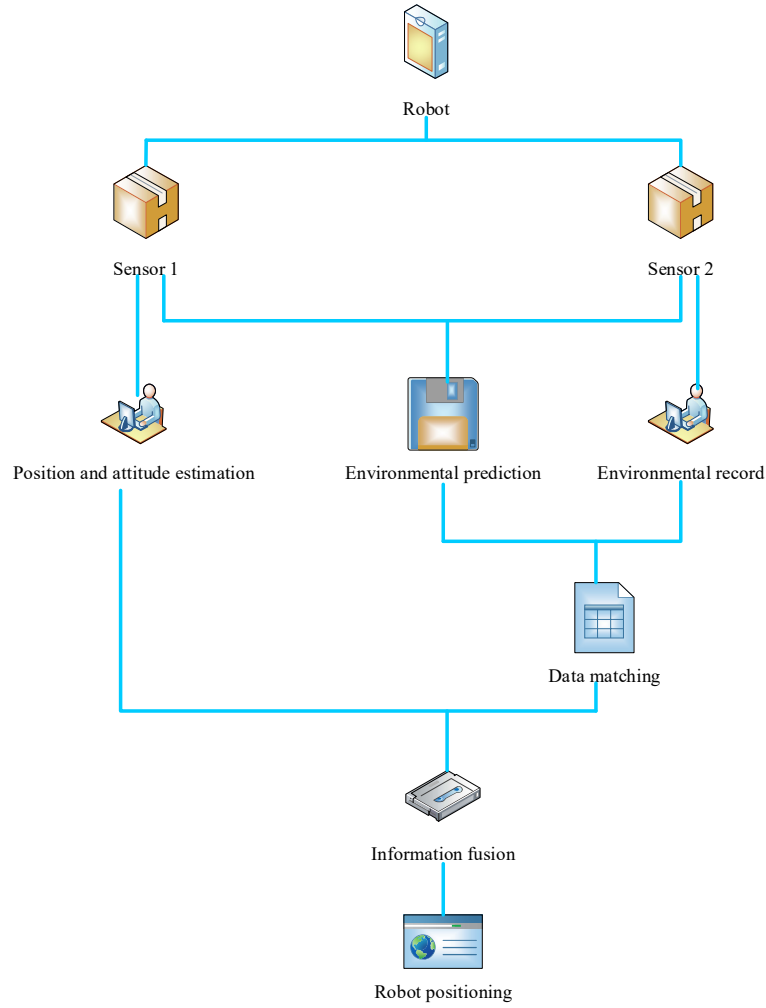 Robot
Sensor 1
Sensor 2
Position and attitude estimation
Environmental prediction
Environmental record
Data matching
Information fusion
Robot positioning